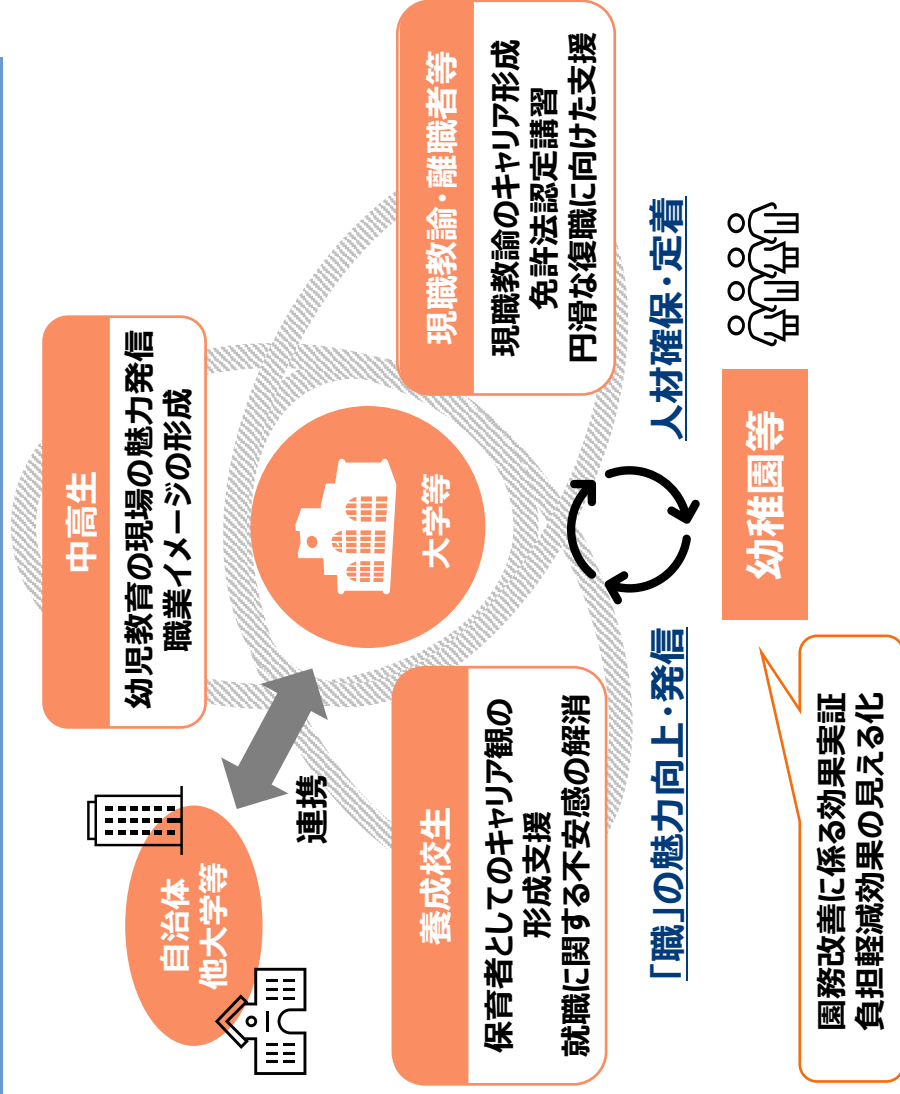 中高生
幼児教育の現場の魅力発信
職業イメージの形成
自治体
他大学等
連携
大学等
養成校生
保育者としてのキャリア観の
形成支援
就職に関する不安感の解消
現職教諭・離職者等
現職教諭のキャリア形成
免許法認定講習
円滑な復職に向けた支援
「職」の魅力向上・発信
人材確保・定着
幼稚園等
園務改善に係る効果実証
負担軽減効果の見える化